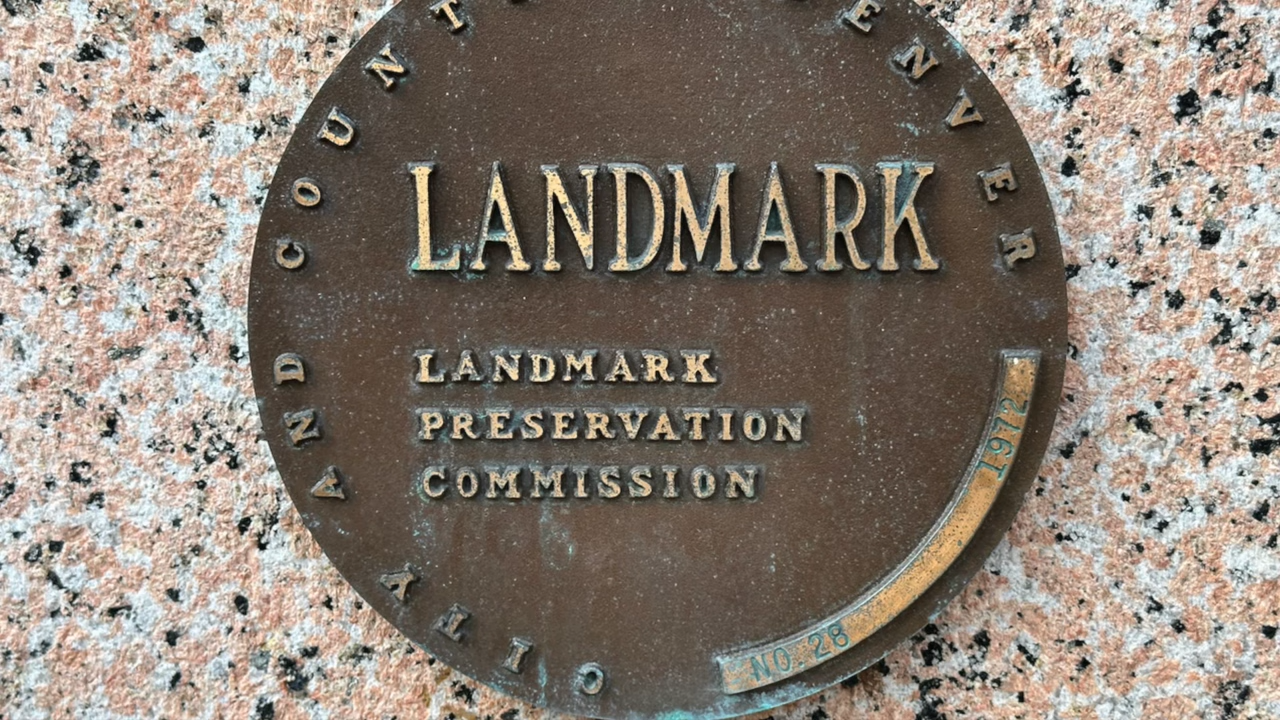 CITY AND COUNT ENVER
LANDMARK
LANDMARK
PRESERVATION
COMMISSION
1972
NO. 28